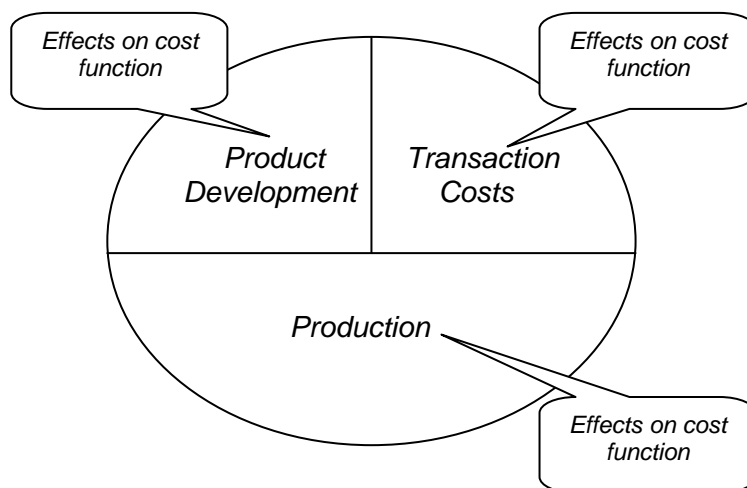 Effects on cost
function
Effects on cost
function
Product
Development
Transaction
Costs
Production
Effects on cost
function